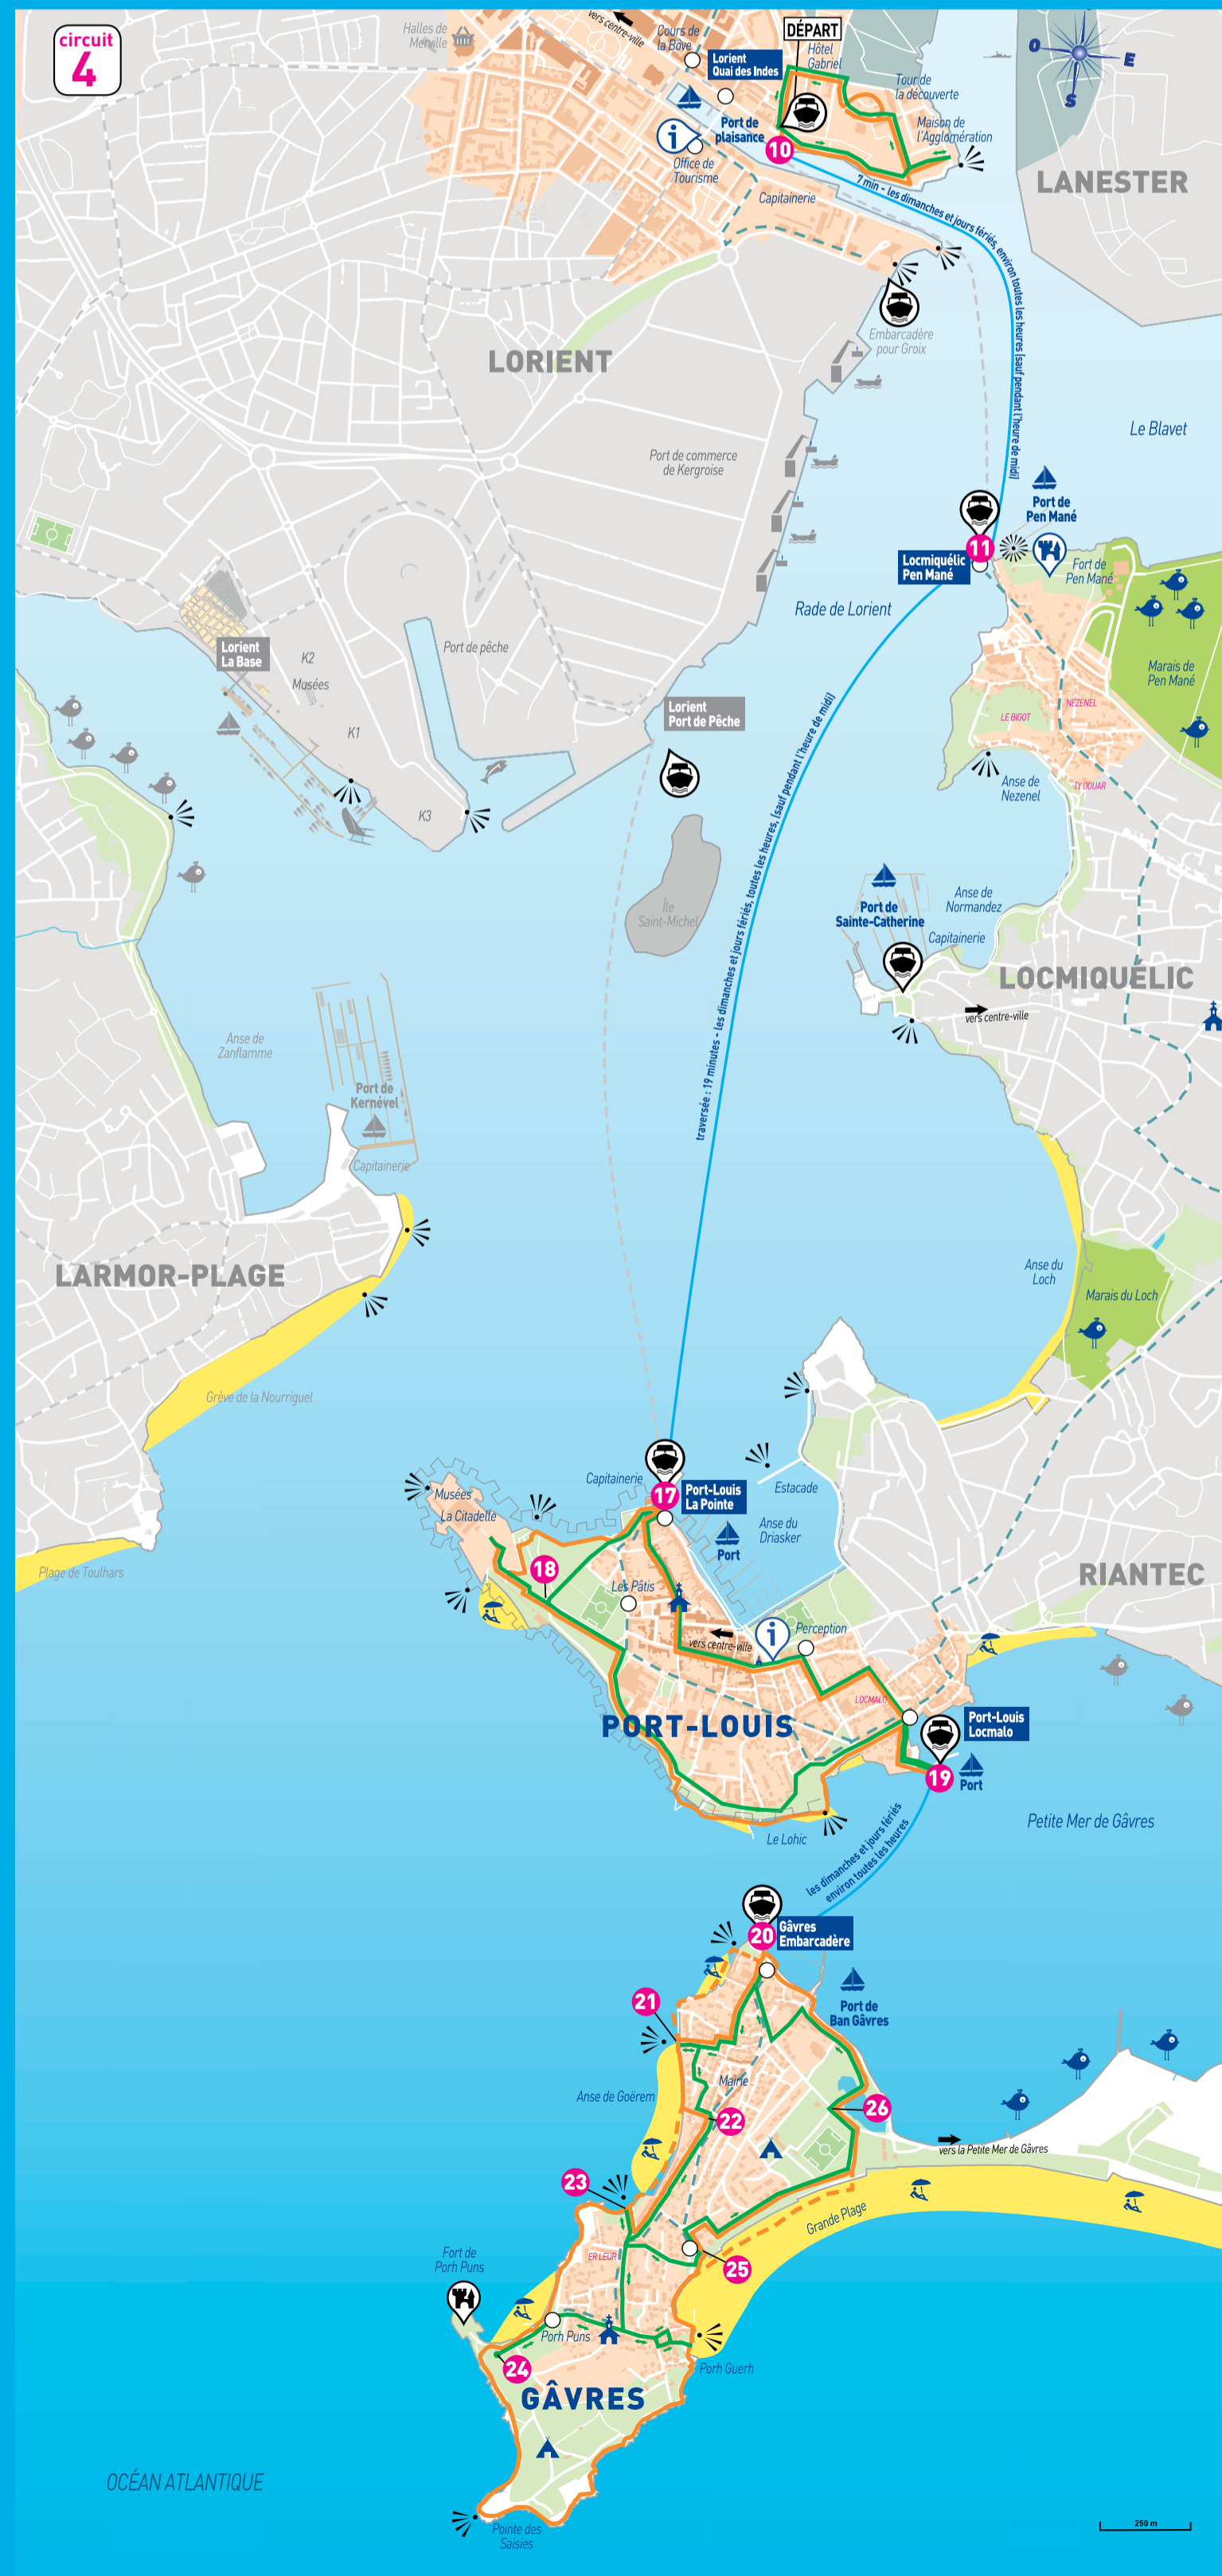 circuit
4
Halles de
Merville
vers centre-ville
Cours de
la Bôve
DÉPART
Hôtel
Gabriel
Lorient
Quai des Indes
O
E
S
Tour de
la découverte
Port de
plaisance
Maison de
l'Agglomération
i
10
Office de
Tourisme
Capitainerie
LANESTER
7 min - les dimanches et jours fériés, environ toutes les heures (sauf pendant l'heure de midi)
Embarcadère
pour Groix
LORIENT
Le Blavet
Port de commerce
de Kergroise
Port de
Pen Mané
11
Locmiquélic
Pen Mané
Fort de
Pen Mané
Rade de Lorient
Lorient
La Base
K2
Musées
Port de pêche
Marais de
Pen Mané
K1
Lorient
Port de Pêche
LE BIGOT
NÉZENEL
Anse de
Nezenel
TY DOUAR
K3
Île
Saint-Michel
traversée : 19 minutes - les dimanches et jours fériés, toutes les heures, (sauf pendant l'heure de midi)
Port de
Sainte-Catherine
Anse de
Normandez
Capitainerie
LOCMIQUÉLIC
vers centre-ville
Anse de
Zanflamme
Port de
Kernével
Capitainerie
LARMOR-PLAGE
Anse du
Loch
Marais du Loch
Grève de la Nourriguel
Capitainerie
17
Port-Louis
La Pointe
Estacade
Musées
La Citadelle
Anse du
Driasker
Port
Plage de Toulhars
18
Les Pâtis
RIANTEC
vers centre-ville
i
Perception
LOCMALO
PORT-LOUIS
Port-Louis
Locmalo
19
Port
Le Lohic
Petite Mer de Gâvres
les dimanches et jours fériés
environ toutes les heures
20
Gâvres
Embarcadère
21
Port de
Ban Gâvres
Mairie
Anse de Goërem
22
26
vers la Petite Mer de Gâvres
23
Grande Plage
ER LEUR
25
Fort de
Porh Puns
Porh Puns
24
Porh Guerh
GÂVRES
OCÉAN ATLANTIQUE
Pointe des
Saisies
250 m